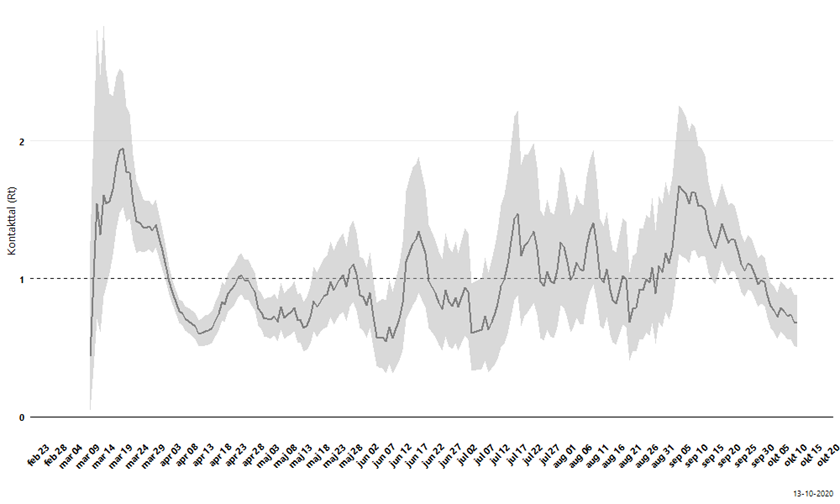 Kontakttal (Rt)
2
1
0
feb 23
feb 28
mar 04
mar 09
mar 14
mar 19
mar 24
mar 29
apr 03
apr 08
apr 13
apr 18
apr 23
apr 28
maj 03
maj 08
maj 13
maj 18
maj 23
maj 28
jun 02
jun 07
jun 12
jun 17
jun 22
jun 27
jul 02
jul 07
jul 12
jul 17
jul 22
jul 27
aug 01
aug 06
aug 11
aug 16
aug 21
aug 26
aug 31
sep 05
sep 10
sep 15
sep 20
sep 25
sep 30
okt 05
okt 10
okt 15
okt 20
13-10-2020